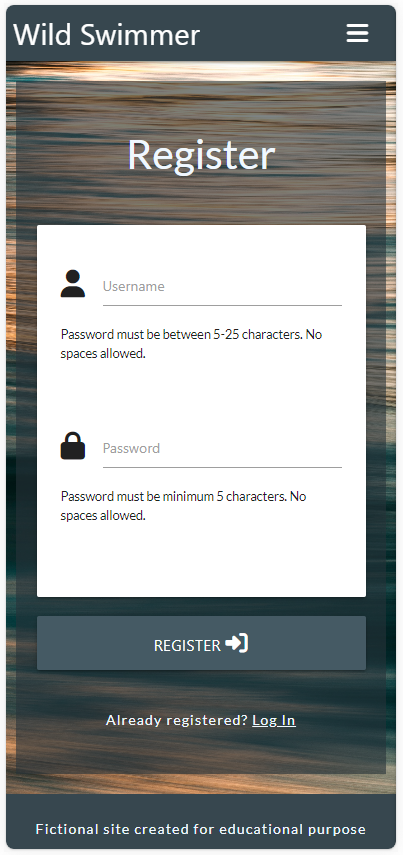 Wild Swimmer
Register
Username
Password must be between 5-25 characters. No
spaces allowed.
Password
Password must be minimum 5 characters. No
spaces allowed.
REGISTER
Already registered? Log In
Fictional site created for educational purpose